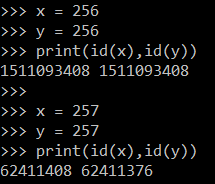 >>> x = 256
>>> y = 256
>>> print(id(x),id(y))
1511093408 1511093408
>>>
>>> x = 257
>>> y = 257
>>> print(id(x),id(y))
62411408 62411376